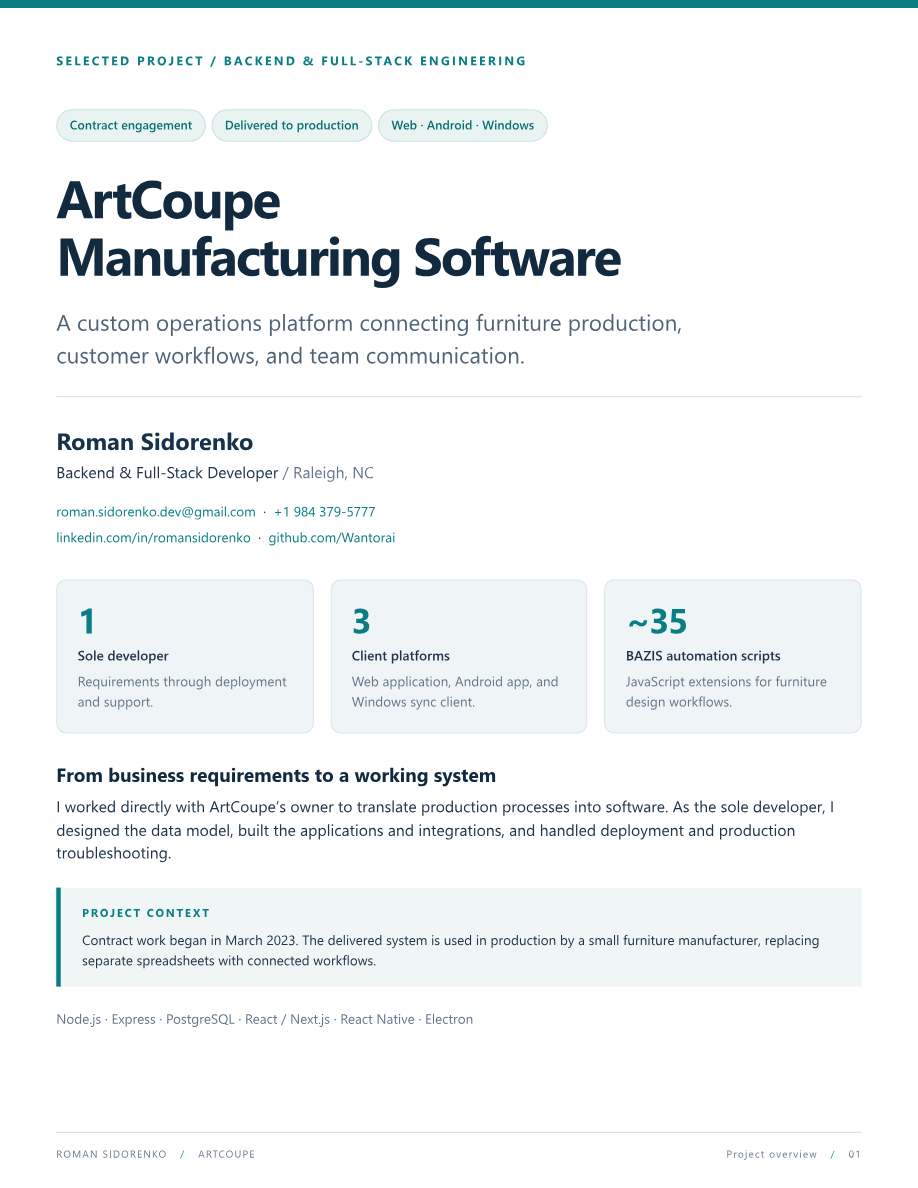 SELECTED PROJECT / BACKEND & FULL-STACK ENGINEERING
Contract engagement
Delivered to production
Web · Android · Windows
ArtCoupe
Manufacturing Software
A custom operations platform connecting furniture production,
customer workflows, and team communication.
Roman Sidorenko
Backend & Full-Stack Developer / Raleigh, NC
roman.sidorenko.dev@gmail.com · +1 984 379-5777
linkedin.com/in/romansidorenko · github.com/Wantorai
1
Sole developer
Requirements through deployment
and support.
3
Client platforms
Web application, Android app, and
Windows sync client.
~35
BAZIS automation scripts
JavaScript extensions for furniture
design workflows.
From business requirements to a working system
I worked directly with ArtCoupe’s owner to translate production processes into software. As the sole developer, I
designed the data model, built the applications and integrations, and handled deployment and production
troubleshooting.
PROJECT CONTEXT
Contract work began in March 2023. The delivered system is used in production by a small furniture manufacturer, replacing
separate spreadsheets with connected workflows.
Node.js · Express · PostgreSQL · React / Next.js · React Native · Electron
ROMAN SIDORENKO / ARTCOUPE
Project overview / 01